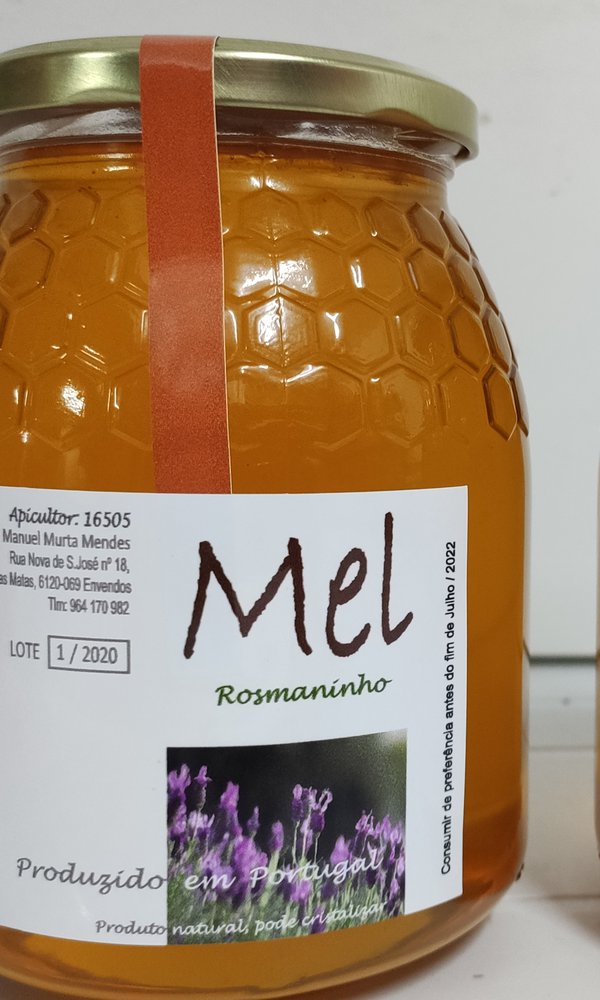 Apicultor: 16505
Manuel Murta Mendes
Rua Nova de S.José nº 18,
Matas, 6120-069 Envendos
Tlm: 964 170 982
LOTE 1 / 2020
Mel
Rosmaninho
Produzido em Portugal
Produto natural, pode cristalizar
Consumir de preferência antes do fim de Julho / 2022